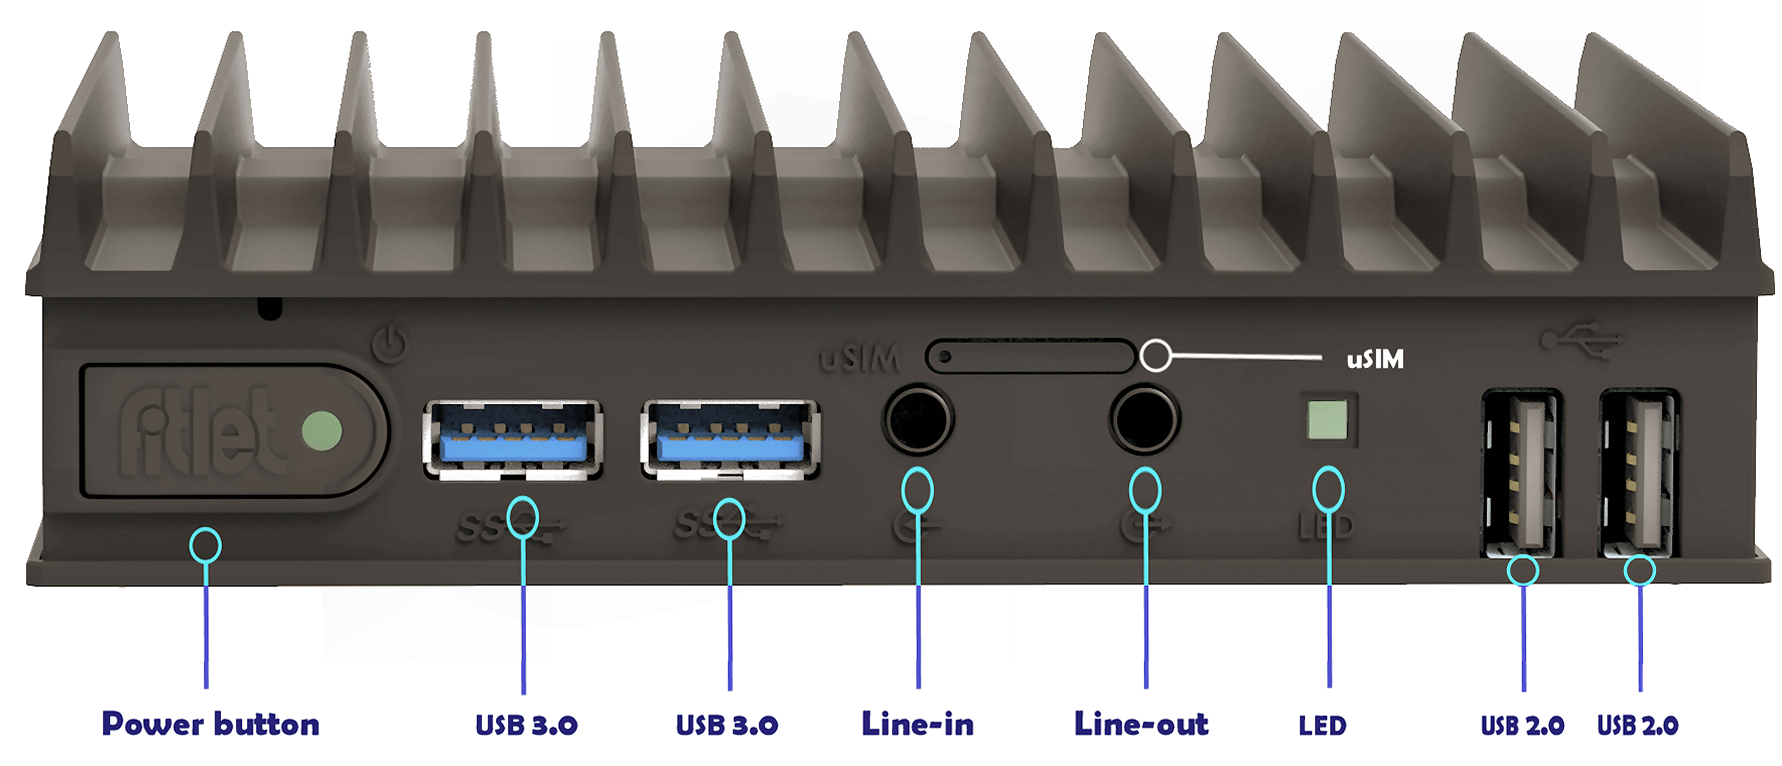 uSIM
uSIM
fitlet
SS
SS
LED
Power button
USB 3.0
USB 3.0
Line-in
Line-out
LED
USB 2.0
USB 2.0